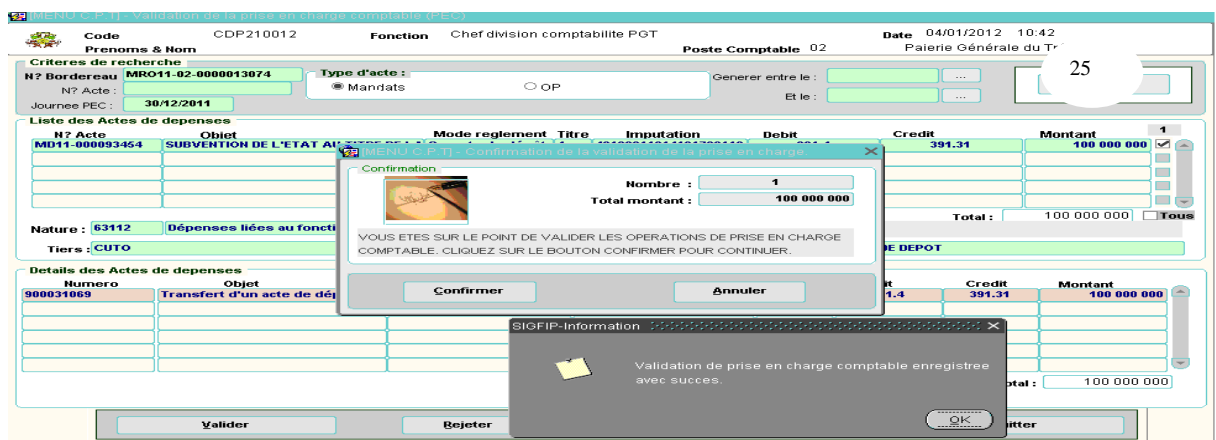 [MENU C.P.T] - Validation de la prise en charge comptable (PEC)
Code CDP210012 Fonction Chef division comptabilite PGT Date 04/01/2012 10:42
Prenoms & Nom Poste Comptable 02 Paierie Générale du
Criteres de recherche
N? Bordereau MRO11-02-0000013074 Type d'acte : Generer entre le : ...
N? Acte : Mandats OP
Journee PEC : 30/12/2011 Et le : ...
25
Liste des Actes de depenses
N? Acte Objet Mode reglement Titre Imputation Debit Credit Montant 1
MD11-000093454 SUBVENTION DE L'ETAT 391.31 100 000 000
Total : 100 000 000 Tous
Nature : 63112 Dépenses liées au
Tiers : CUTO DE DEPOT
[MENU C.P.T] - Confirmation de la validation de la prise en charge.
Confirmation
Nombre : 1
Total montant : 100 000 000
VOUS ETES SUR LE POINT DE VALIDER LES OPERATIONS DE PRISE EN CHARGE
COMPTABLE. CLIQUEZ SUR LE BOUTON CONFIRMER POUR CONTINUER.
Confirmer Annuler
Details des Actes de depenses
Numero Objet Credit Montant
900031069 Transfert d'un acte de 391.31 100 000 000
100 000 000
SIGFIP-Information
Validation de prise en charge comptable enregistree
avec succes.
OK
Valider Rejeter